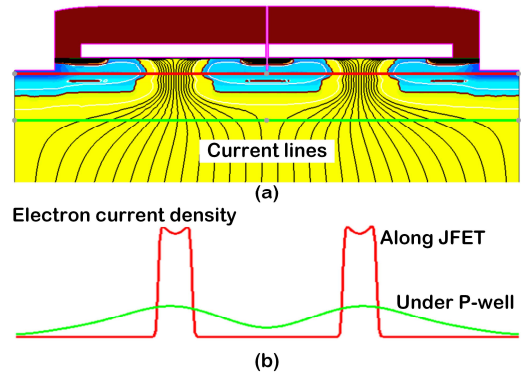 Current lines
(a)
Electron current density
Along JFET
Under P-well
(b)